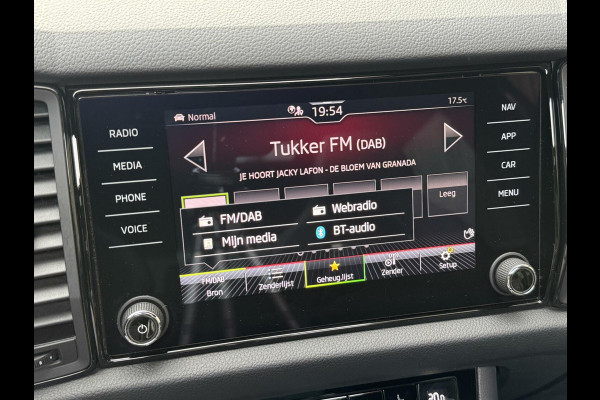 Normal
19:54
17.5°C
RADIO
MEDIA
PHONE
VOICE
NAV
APP
CAR
MENU
Tukker FM (DAB)
JE HOORT JACKY LAFON - DE BLOEM VAN GRANADA
Leeg
FM/DAB
Webradio
Mijn media
BT-audio
FM/DAB
Bron
Zenderlijst
Geheug.lijst
Zender
Setup
20.0